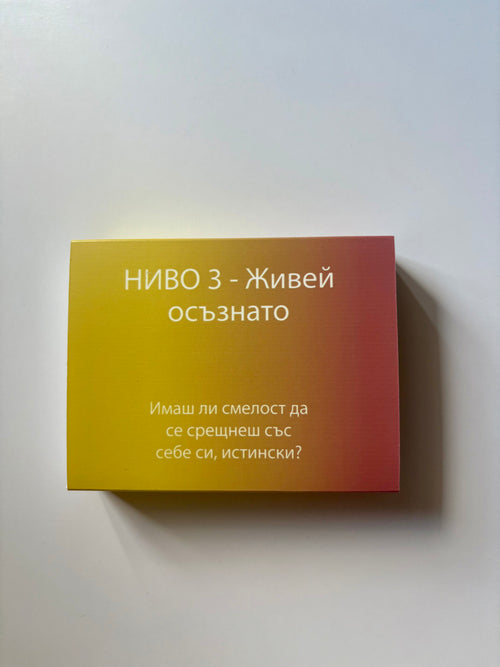 НИВО 3 - Живей
осъзнато
Имаш ли смелост да
се срещнеш със
себе си, истински?